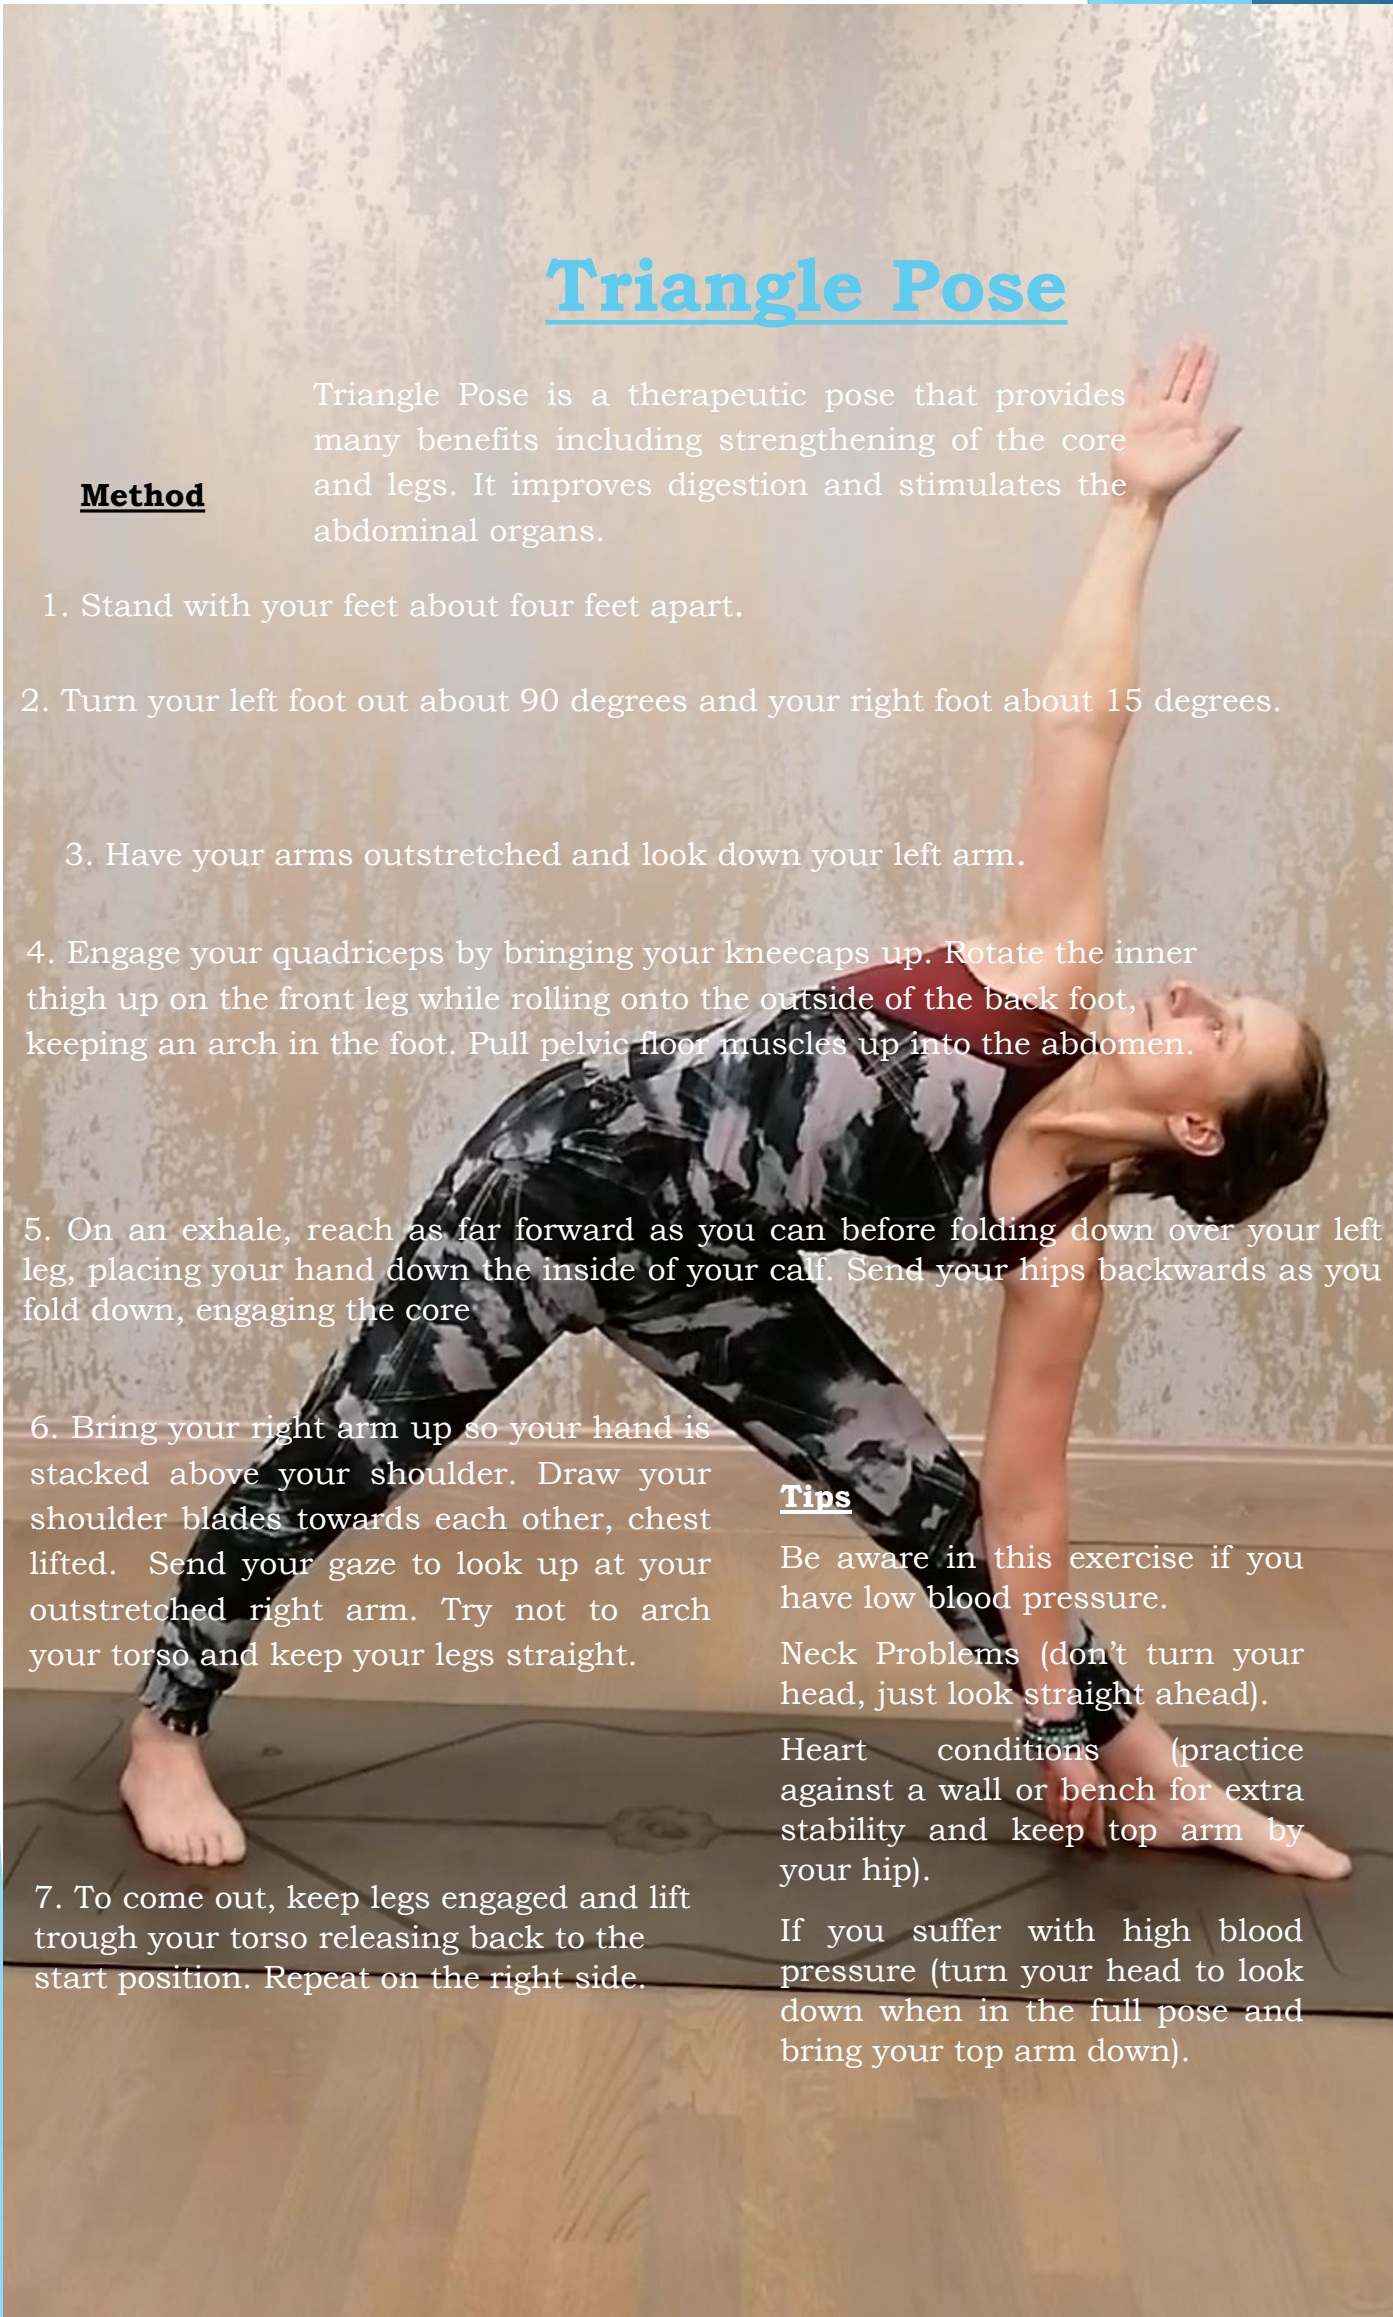 Triangle Pose
Triangle Pose is a therapeutic pose that provides
many benefits including strengthening of the core
and legs. It improves digestion and stimulates the
abdominal organs.
Method
1. Stand with your feet about four feet apart.
2. Turn your left foot out about 90 degrees and your right foot about 15 degrees.
3. Have your arms outstretched and look down your left arm.
4. Engage your quadriceps by bringing your kneecaps up. Rotate the inner
thigh up on the front leg while rolling onto the outside of the back foot,
keeping an arch in the foot. Pull pelvic floor muscles up into the abdomen.
5. On an exhale, reach as far forward as you can before folding down over your left
leg, placing your hand down the inside of your calf. Send your hips backwards as you
fold down, engaging the core
6. Bring your right arm up so your hand is
stacked above your shoulder. Draw your
shoulder blades towards each other, chest
lifted. Send your gaze to look up at your
outstretched right arm. Try not to arch
your torso and keep your legs straight.
7. To come out, keep legs engaged and lift
trough your torso releasing back to the
start position. Repeat on the right side.
Tips
Be aware in this exercise if you
have low blood pressure.
Neck Problems (don't turn your
head, just look straight ahead).
Heart conditions (practice
against a wall or bench for extra
stability and keep top arm by
your hip).
If you suffer with high blood
pressure (turn your head to look
down when in the full pose and
bring your top arm down).